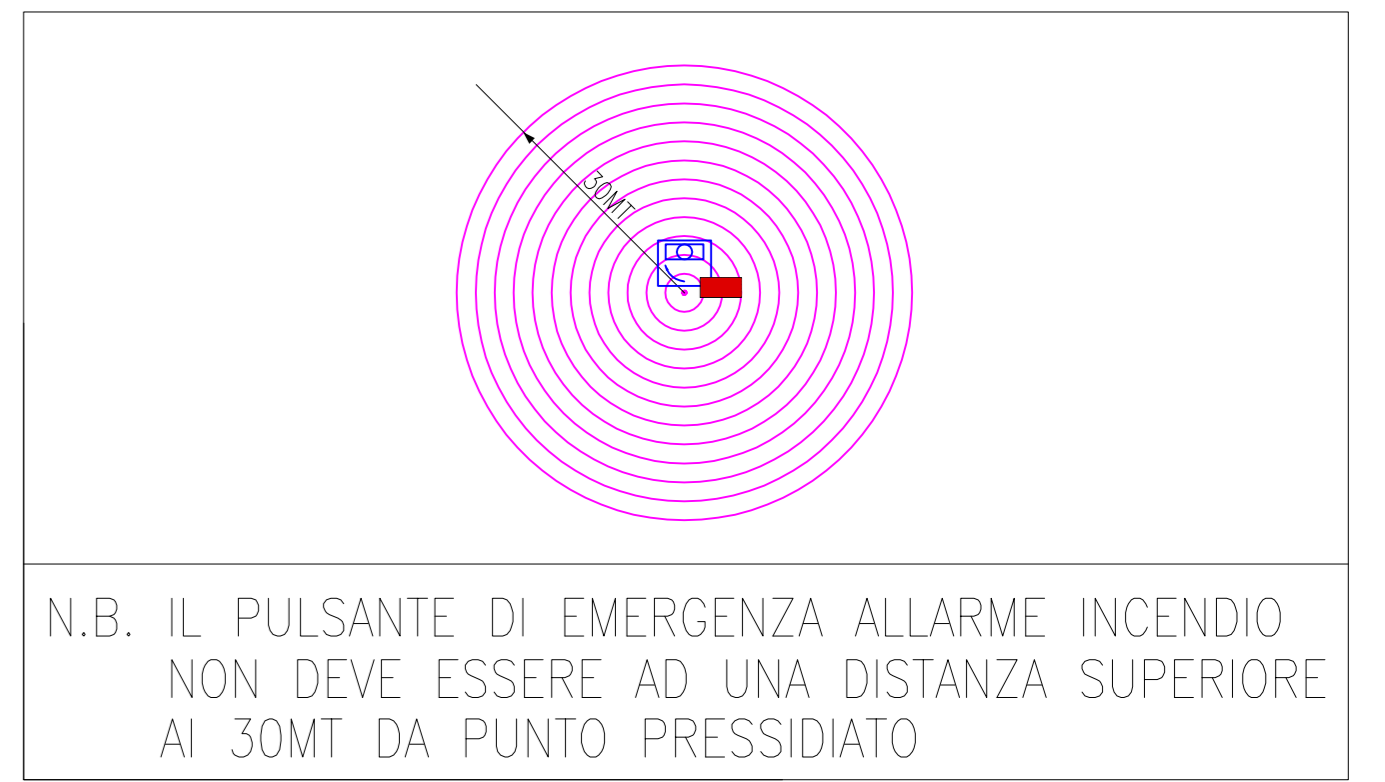 30MT
N.B. IL PULSANTE DI EMERGENZA ALLARME INCENDIO
NON DEVE ESSERE AD UNA DISTANZA SUPERIORE
AI 30MT DA PUNTO PRESSIDIATO